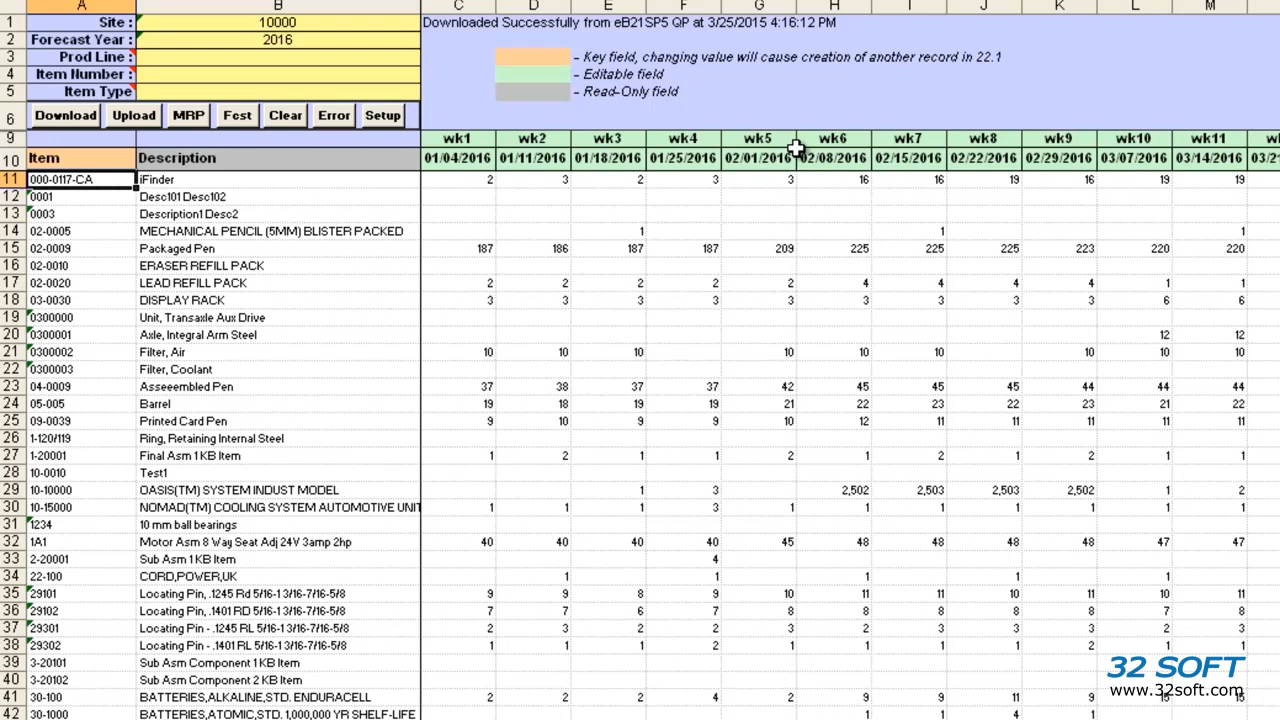 A B C D E F G H I J K L M
1 Site : 10000 Downloaded Successfully from eB21SP5 QP at 3/25/2015 4:16:12 PM
2 Forecast Year : 2016
3 Prod Line : - Key field, changing value will cause creation of another record in 22.1
4 Item Number : - Editable field
5 Item Type - Read-Only field
6 Download Upload MRP Fcst Clear Error Setup
9 wk1 wk2 wk3 wk4 wk5 wk6 wk7 wk8 wk9 wk10 wk11
10 Item Description 01/04/2016 01/11/2016 01/18/2016 01/25/2016 02/01/2016 02/08/2016 02/15/2016 02/22/2016 02/29/2016 03/07/2016 03/14/2016
11 000-0117-CA iFinder 2 3 2 3 3 16 16 19 16 19 19
12 0001 Desc101 Desc102
13 0003 Description1 Desc2
14 02-0005 MECHANICAL PENCIL (5MM) BLISTER PACKED 1 1 1
15 02-0009 Packaged Pen 187 186 187 187 209 225 225 225 223 220 220
16 02-0010 ERASER REFILL PACK
17 02-0020 LEAD REFILL PACK 2 2 2 2 2 4 4 4 4 1 1
18 03-0030 DISPLAY RACK 3 3 3 3 3 3 3 3 3 6 6
19 0300000 Unit, Transaxle Aux Drive
20 0300001 Axle, Integral Arm Steel 12 12
21 0300002 Filter, Air 10 10 10 10 10 10 10 10 10
22 0300003 Filter, Coolant
23 04-0009 Asseeembled Pen 37 38 37 37 42 45 45 45 44 44 44
24 05-005 Barrel 19 18 19 19 21 22 23 22 23 21 22
25 09-0039 Printed Card Pen 9 10 9 9 10 12 11 11 11 11 11
26 1-120/119 Ring, Retaining Internal Steel
27 1-20001 Final Asm 1KB Item 1 2 1 1 2 1 2 1 2 1 1
28 10-0010 Test1
29 10-10000 OASIS(TM) SYSTEM INDUST MODEL 1 3 2,502 2,503 2,503 2,502 1 2
30 10-15000 NOMAD(TM) COOLING SYSTEM AUTOMOTIVE UNIT 1 1 1 3 1 1 1 1 1 1 1
31 1234 10 mm ball bearings
32 1A1 Motor Asm 8 Way Seat Adj 24V 3amp 2hp 40 40 40 40 45 48 48 48 48 47 47
33 2-20001 Sub Asm 1KB Item 4
34 22-100 CORD,POWER,UK 1 1 1 1 1
35 29101 Locating Pin, .1245 Rd 5/16-13/16-7/16-5/8 9 9 8 9 10 11 11 10 11 10 11
36 29102 Locating Pin, .1401 RD 5/16-13/16-7/16-5/8 7 7 6 7 8 8 8 8 8 7 8
37 29301 Locating Pin - .1245 RL 5/16-13/16-7/16-5/8 2 3 2 2 3 2 3 3 3 2 3
38 29302 Locating Pin - .1401 RL 5/16-13/16-7/16-5/8 1 1 1 2 1 1 1 1 2 1 1
39 3-20101 Sub Asm Component 1 KB Item
40 3-20102 Sub Asm Component 2 KB Item
41 30-100 BATTERIES,ALKALINE,STD. ENDURACELL 2 2 2 4 2 9 9 11 9 15 15
42 30-1000 BATTERIES,ATOMIC,STD. 1,000,000 YR SHELF-LIFE 1 1 4 1
32 SOFT
www.32soft.com